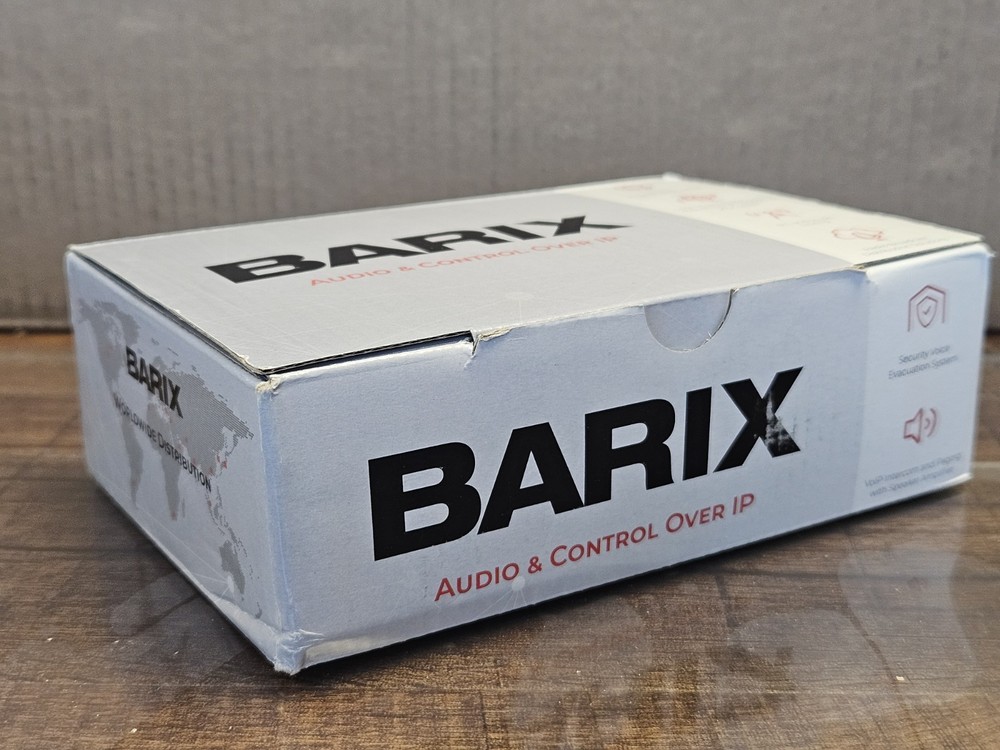 BARIX
AUDIO & CONTROL OVER IP
BARIX
WORLDWIDE DISTRIBUTION
BARIX
AUDIO & CONTROL OVER IP
Security Voice
Evacuation System
VoIP Intercom and Paging
with Speaker Amplifier